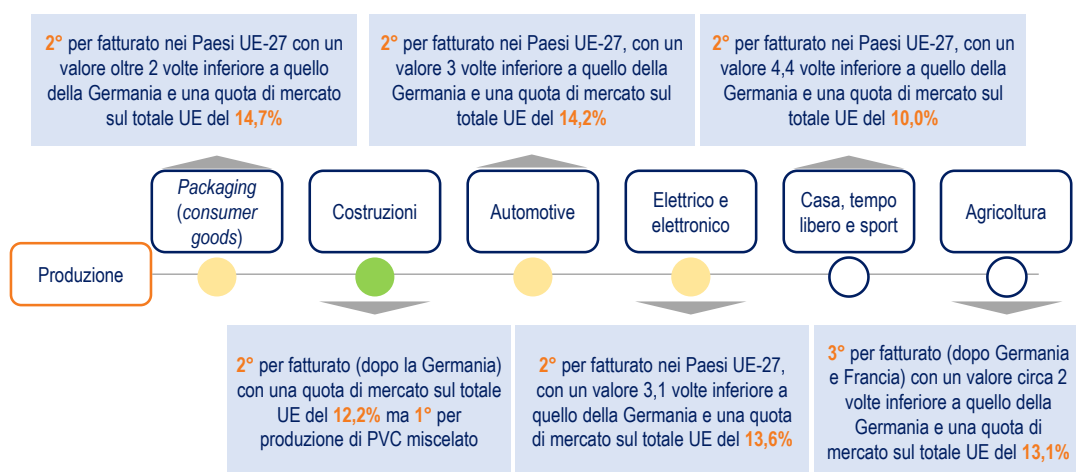 2° per fatturato nei Paesi UE-27 con un
valore oltre 2 volte inferiore a quello
della Germania e una quota di mercato
sul totale UE del 14,7%
2° per fatturato nei Paesi UE-27, con un
valore 3 volte inferiore a quello della
Germania e una quota di mercato sul
totale UE del 14,2%
2° per fatturato nei Paesi UE-27, con un
valore 4,4 volte inferiore a quello della
Germania e una quota di mercato sul
totale UE del 10,0%
Packaging
(consumer
goods)
Costruzioni
Automotive
Elettrico e
elettronico
Casa, tempo
libero e sport
Agricoltura
Produzione
2° per fatturato (dopo la Germania)
con una quota di mercato sul totale
UE del 12,2% ma 1° per
produzione di PVC miscelato
2° per fatturato nei Paesi UE-27,
con un valore 3,1 volte inferiore a
quello della Germania e una quota
di mercato sul totale UE del 13,6%
3° per fatturato (dopo Germania
e Francia) con un valore circa 2
volte inferiore a quello della
Germania e una quota di
mercato sul totale UE del 13,1%